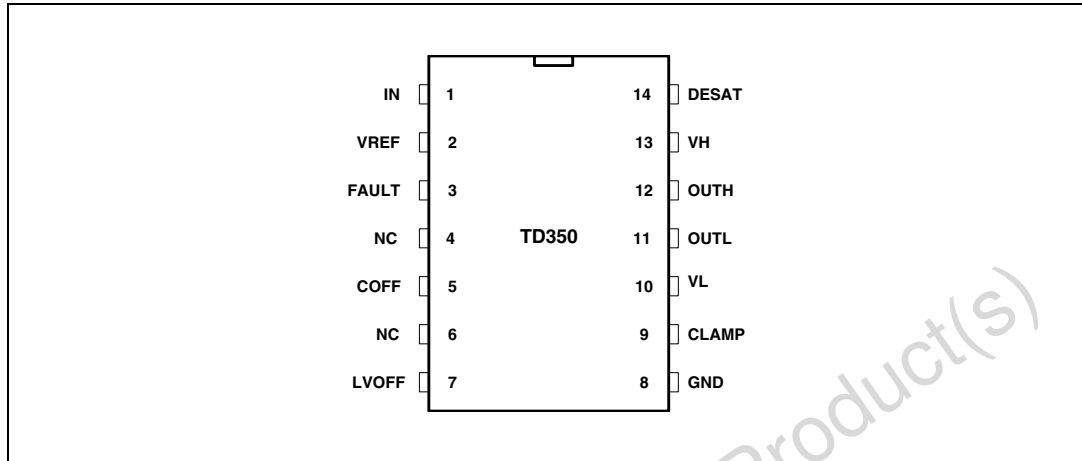 IN 1 14 DESAT
VREF 2 13 VH
FAULT 3 12 OUTH
NC 4 TD350 11 OUTL
COFF 5 10 VL
NC 6 9 CLAMP
LVOFF 7 8 GND
Product(s)